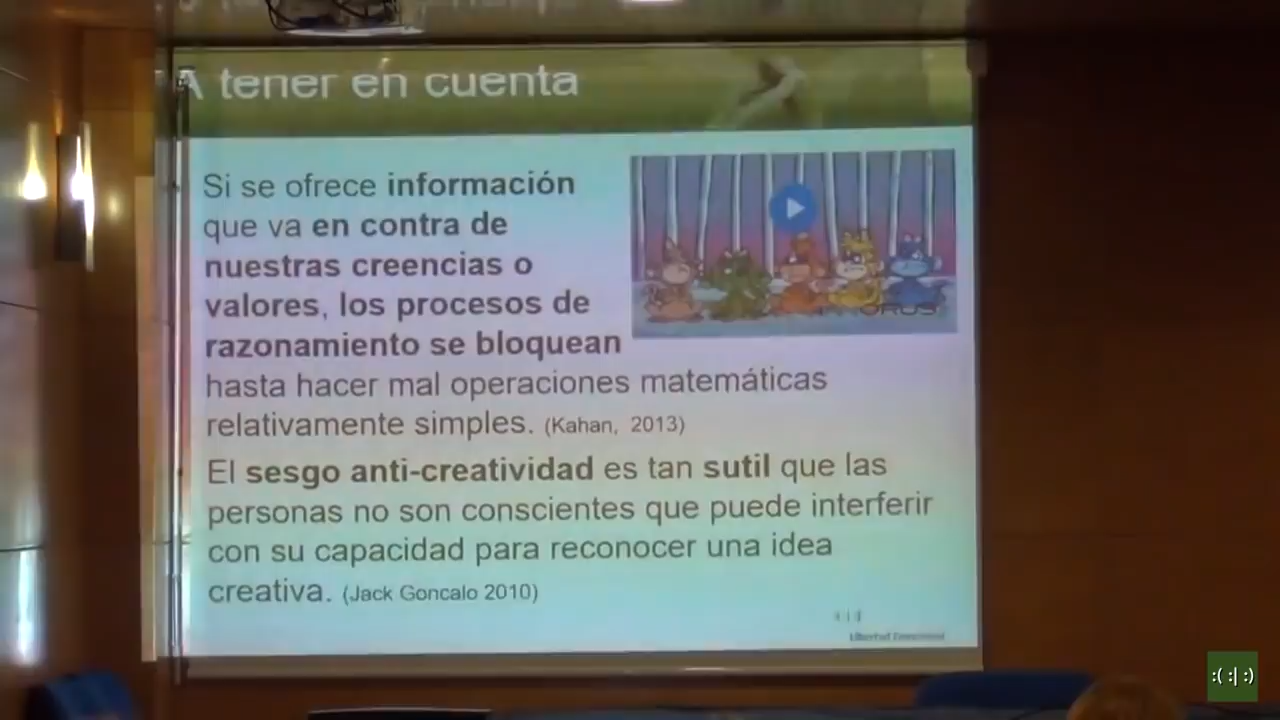 A tener en cuenta
Si se ofrece información
que va en contra de
nuestras creencias o
valores, los procesos de
razonamiento se bloquean
hasta hacer mal operaciones matemáticas
relativamente simples. (Kahan, 2013)
El sesgo anti-creatividad es tan sutil que las
personas no son conscientes que puede interferir
con su capacidad para reconocer una idea
creativa. (Jack Goncalo 2010)
Libertad Emocional
:( :| :)